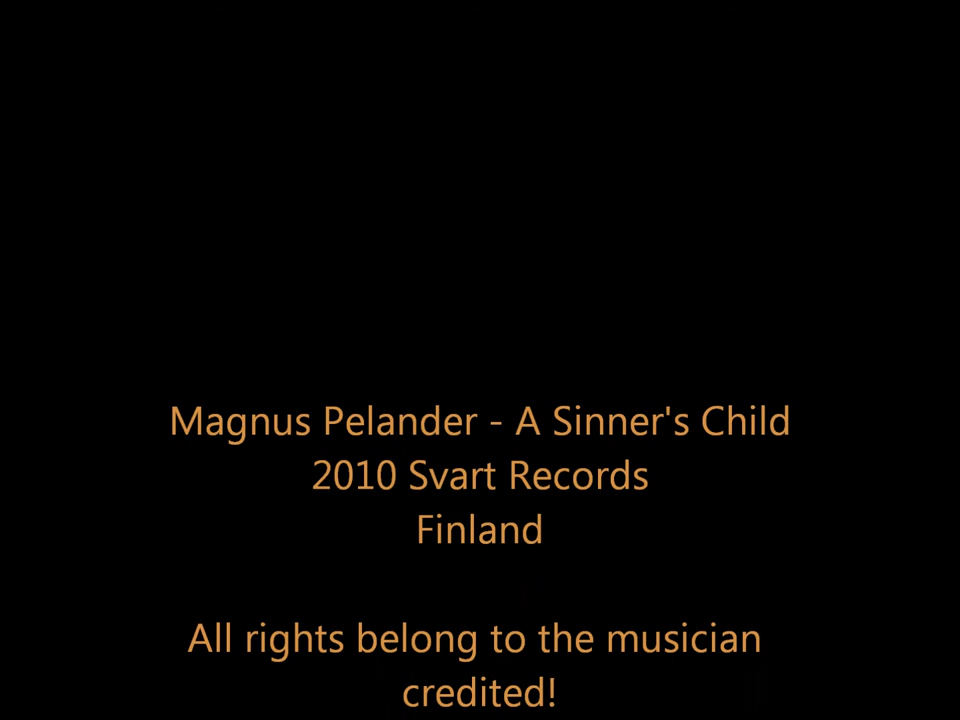 Magnus Pelander - A Sinner's Child
2010 Svart Records
Finland
All rights belong to the musician
credited!